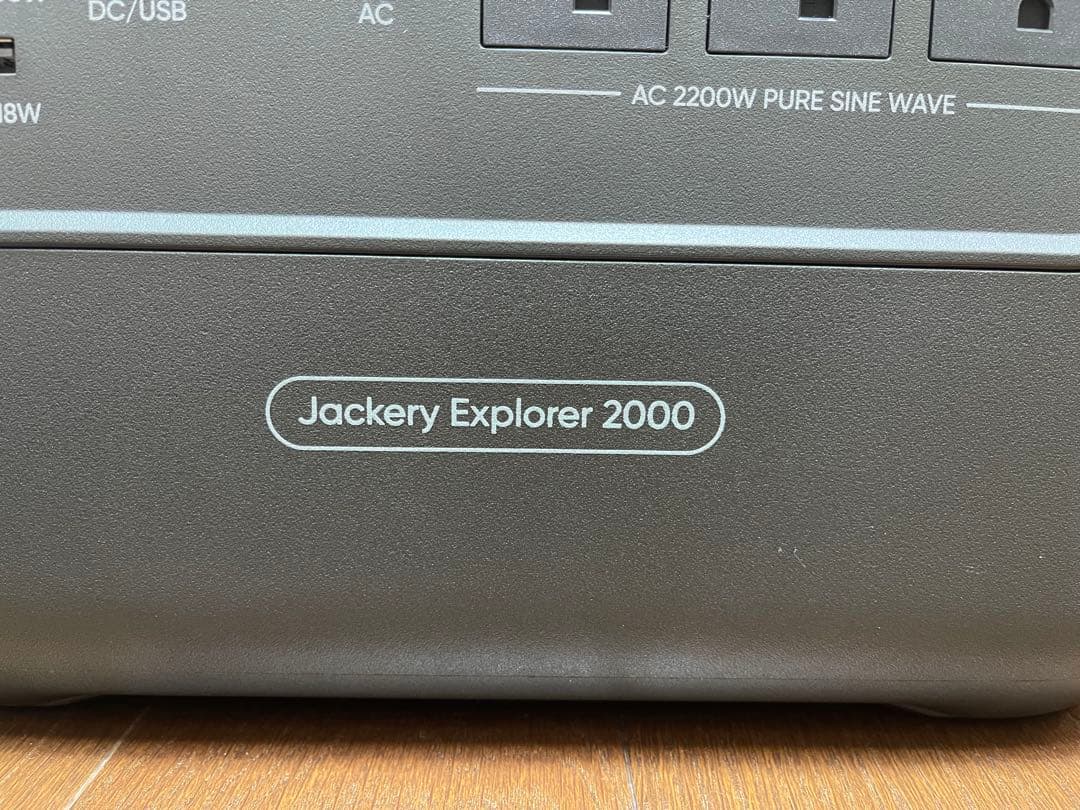 DC/USB
AC
18W
AC 2200W PURE SINE WAVE
Jackery Explorer 2000